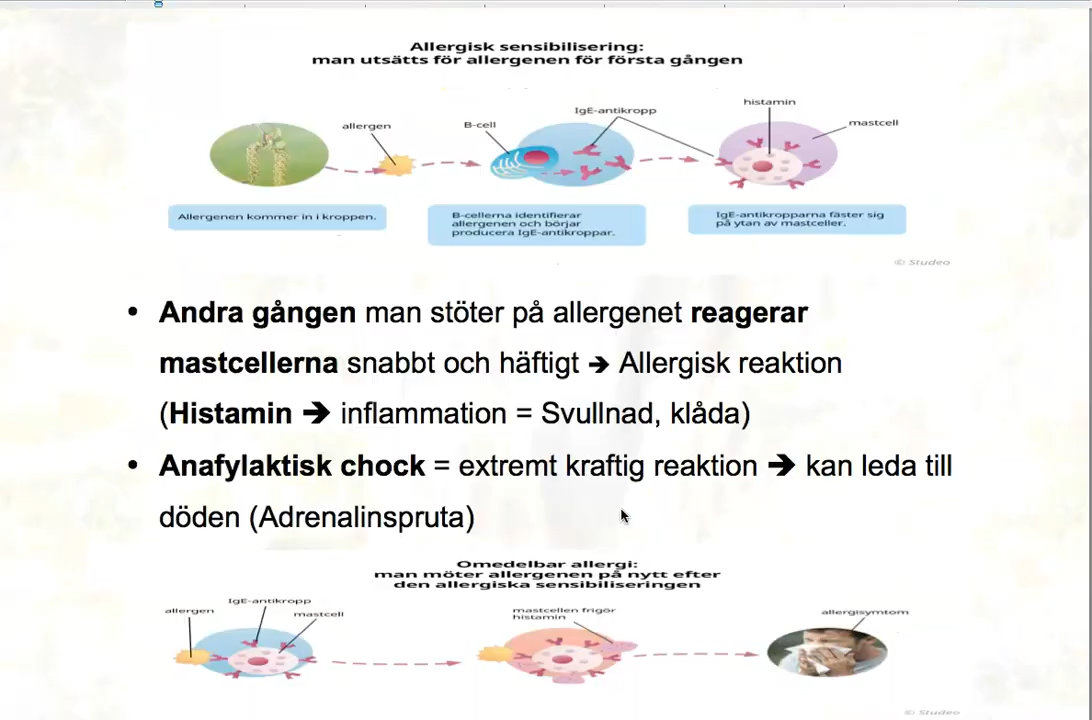 Allergisk sensibilisering:
man utsätts för allergenen för första gången
histamin
IgE-antikropp
mastcell
allergen
B-cell
Allergenen kommer in i kroppen.
B-cellerna identifierar
allergenen och börjar
producera IgE-antikroppar.
IgE-antikropparna fäster sig
på ytan av mastceller.
© Studeo
• Andra gången man stöter på allergenet reagerar
mastcellerna snabbt och häftigt ➔ Allergisk reaktion
(Histamin ➔ inflammation = Svullnad, klåda)
• Anafylaktisk chock = extremt kraftig reaktion ➔ kan leda till
döden (Adrenalinspruta)
Omedelbar allergi:
man möter allergenen på nytt efter
den allergiska sensibiliseringen
IgE-antikropp
allergen
mastcell
mastcellen frigör
histamin
allergisymtom
© Studeo